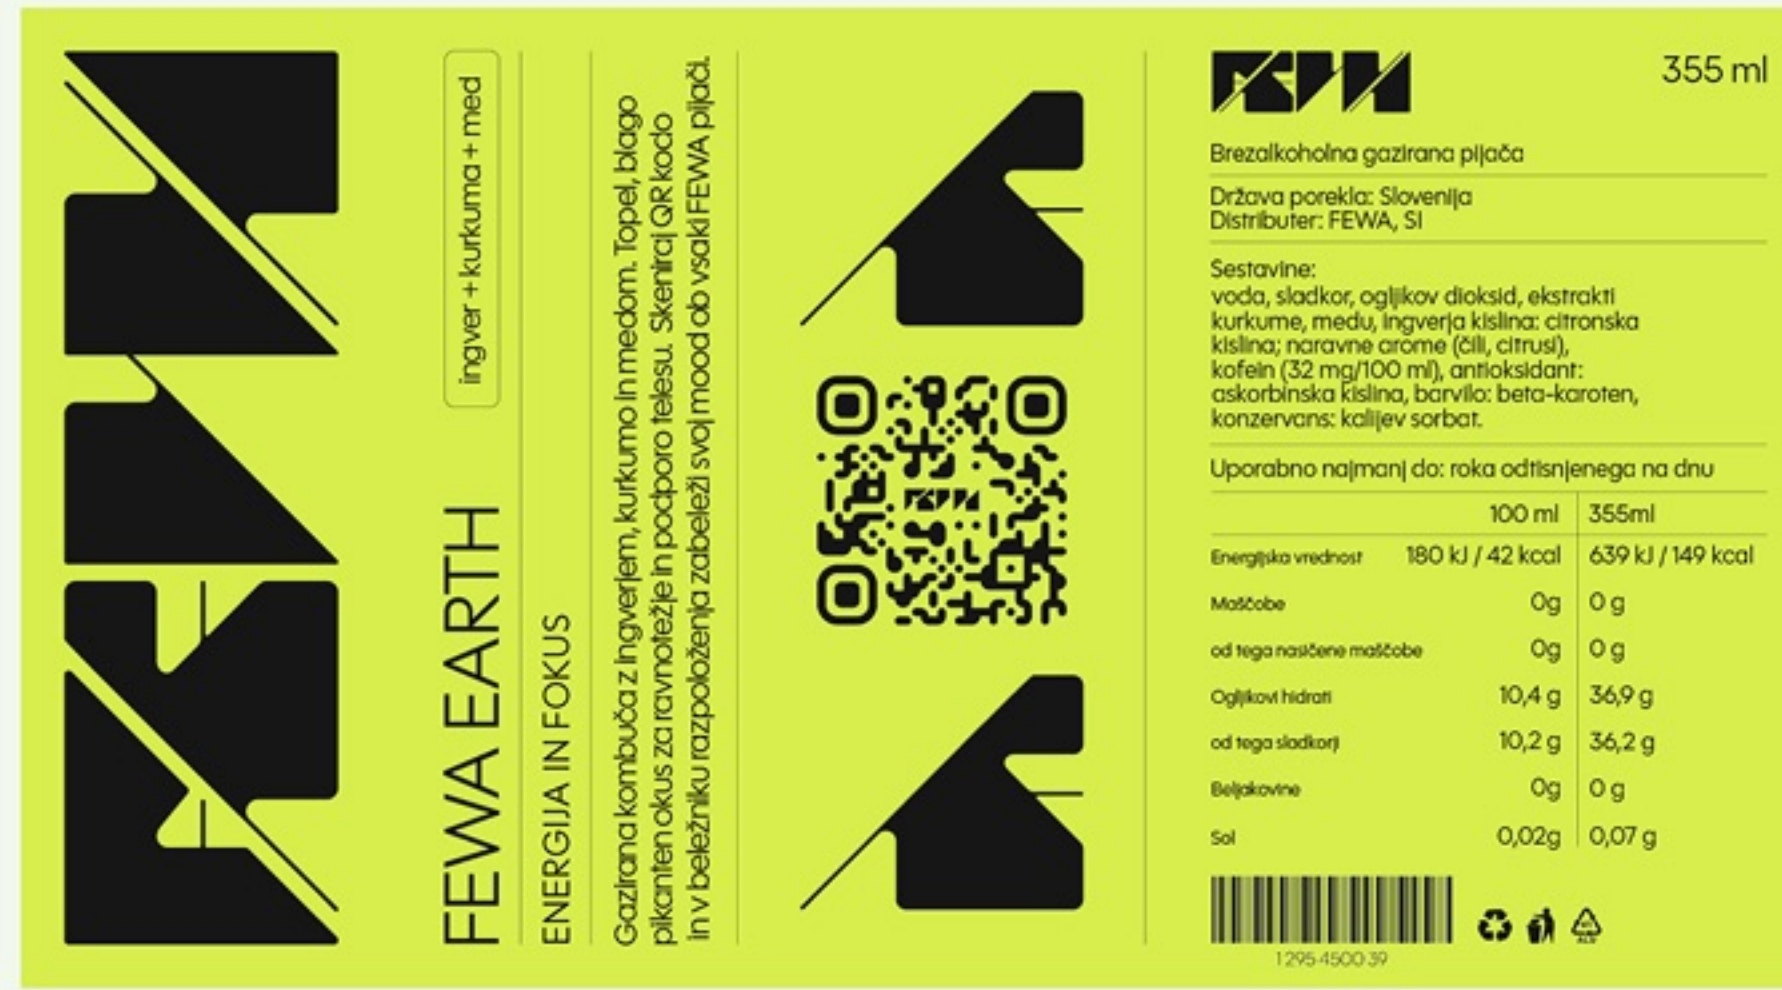 FEWA
ingver + kurkuma + med
FEWA EARTH
ENERGIJA IN FOKUS
Gazirana kombuča z ingverjem, kurkumo in medom. Topel, blago
pikanten okus za ravnotežje in podporo telesu. Skeniraj QR kodo
in v beležniku razpoloženja zabeleži svoj mood ob vsaki FEWA pijači.
FEWA
FEWA
355 ml
Brezalkoholna gazirana pijača
Država porekla: Slovenija
Distributer: FEWA, SI
Sestavine:
voda, sladkor, ogljikov dioksid, ekstrakti
kurkume, medu, ingverja kislina: citronska
kislina; naravne arome (čili, citrusi),
kofein (32 mg/100 ml), antioksidant:
askorbinska kislina, barvilo: beta-karoten,
konzervans: kalijev sorbat.
Uporabno najmanj do: roka odtisnjenega na dnu
100 ml 355ml
Energijska vrednost 180 kJ / 42 kcal 639 kJ / 149 kcal
Maščobe 0g 0 g
od tega nasičene maščobe 0g 0 g
Ogljikovi hidrati 10,4 g 36,9 g
od tega sladkorji 10,2 g 36,2 g
Beljakovine 0g 0 g
Sol 0,02g 0,07 g
1295-4500-39
ALU